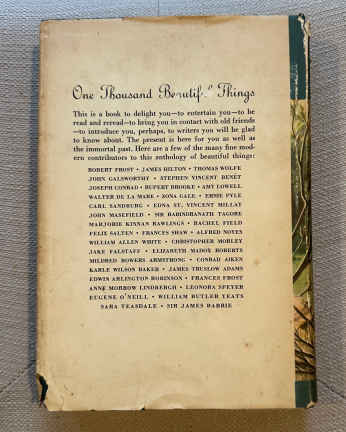 One Thousand Beautiful Things
This is a book to delight you—to entertain you—to be
read and reread—to bring you in contact with old friends
—to introduce you, perhaps, to writers you will be glad
to know about. The present is here for you as well as
the immortal past. Here are a few of the many fine mod-
ern contributors to this anthology of beautiful things:
ROBERT FROST • JAMES HILTON • THOMAS WOLFE
JOHN GALSWORTHY • STEPHEN VINCENT BENÉT
JOSEPH CONRAD • RUPERT BROOKE • AMY LOWELL
WALTER DE LA MARE • ZONA GALE • ERNIE PYLE
CARL SANDBURG • EDNA ST. VINCENT MILLAY
JOHN MASEFIELD • SIR RABINDRANATH TAGORE
MARJORIE KINNAN RAWLINGS • RACHEL FIELD
FELIX SALTEN • FRANCES SHAW • ALFRED NOYES
WILLIAM ALLEN WHITE • CHRISTOPHER MORLEY
JAKE FALSTAFF • ELIZABETH MADOX ROBERTS
MILDRED BOWERS ARMSTRONG • CONRAD AIKEN
KARLE WILSON BAKER • JAMES TRUSLOW ADAMS
EDWIN ARLINGTON ROBINSON • FRANCES FROST
ANNE MORROW LINDBERGH • LEONORA SPEYER
EUGENE O'NEILL • WILLIAM BUTLER YEATS
SARA TEASDALE • SIR JAMES BARRIE